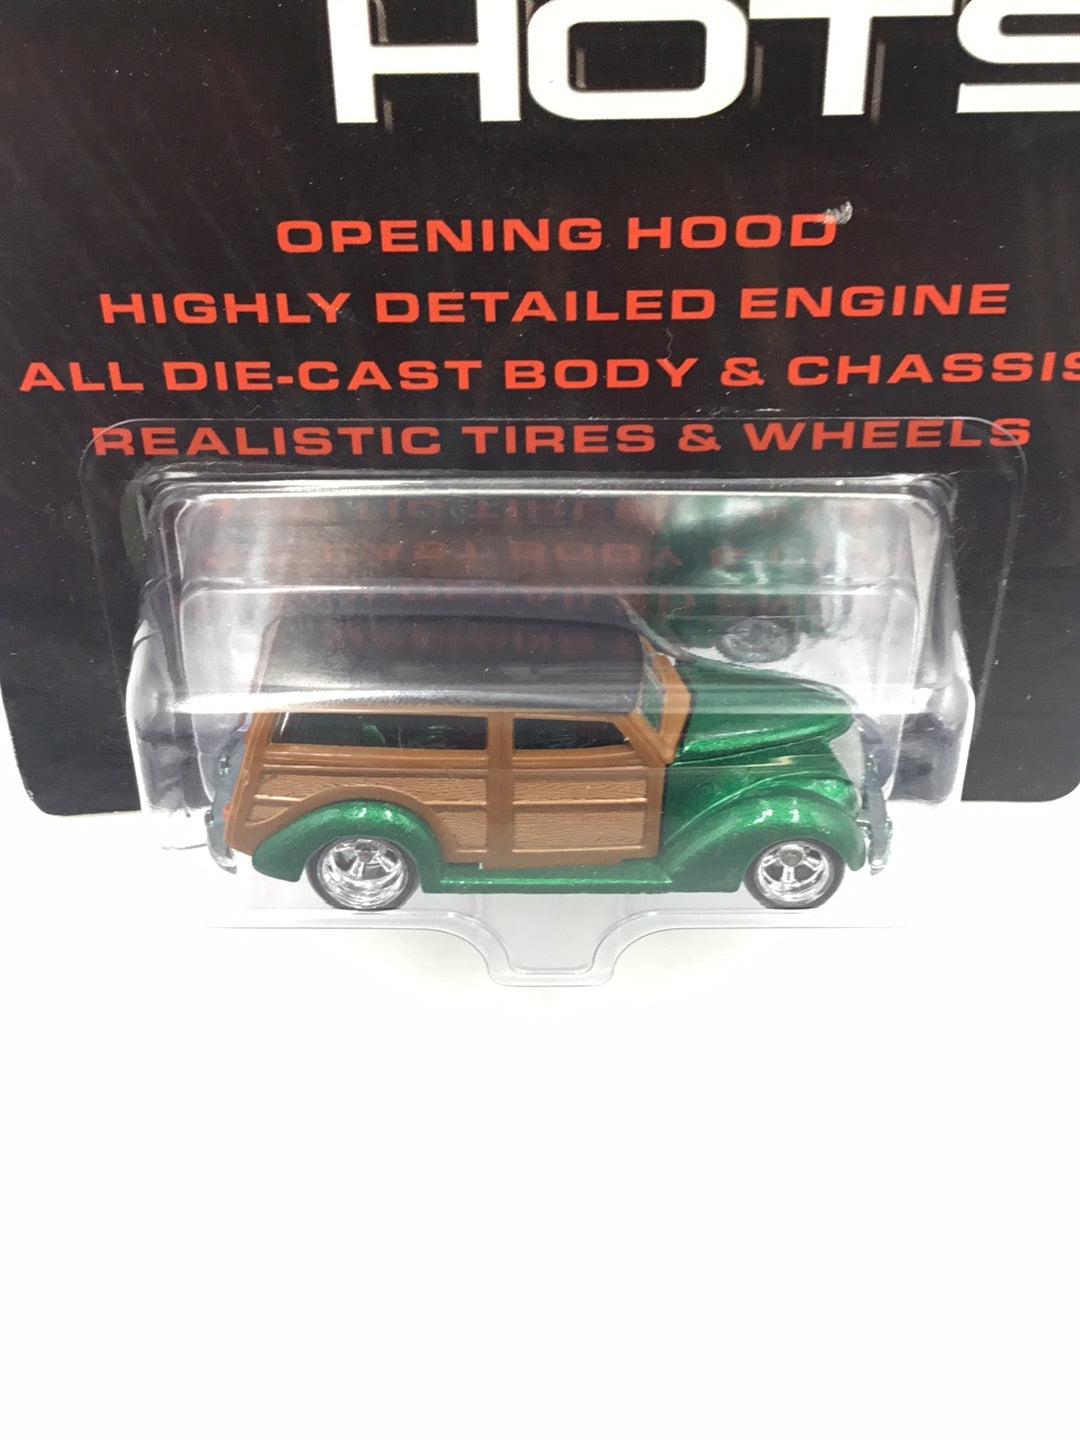 HOTS
OPENING HOOD
HIGHLY DETAILED ENGINE
ALL DIE-CAST BODY & CHASSIS
REALISTIC TIRES & WHEELS